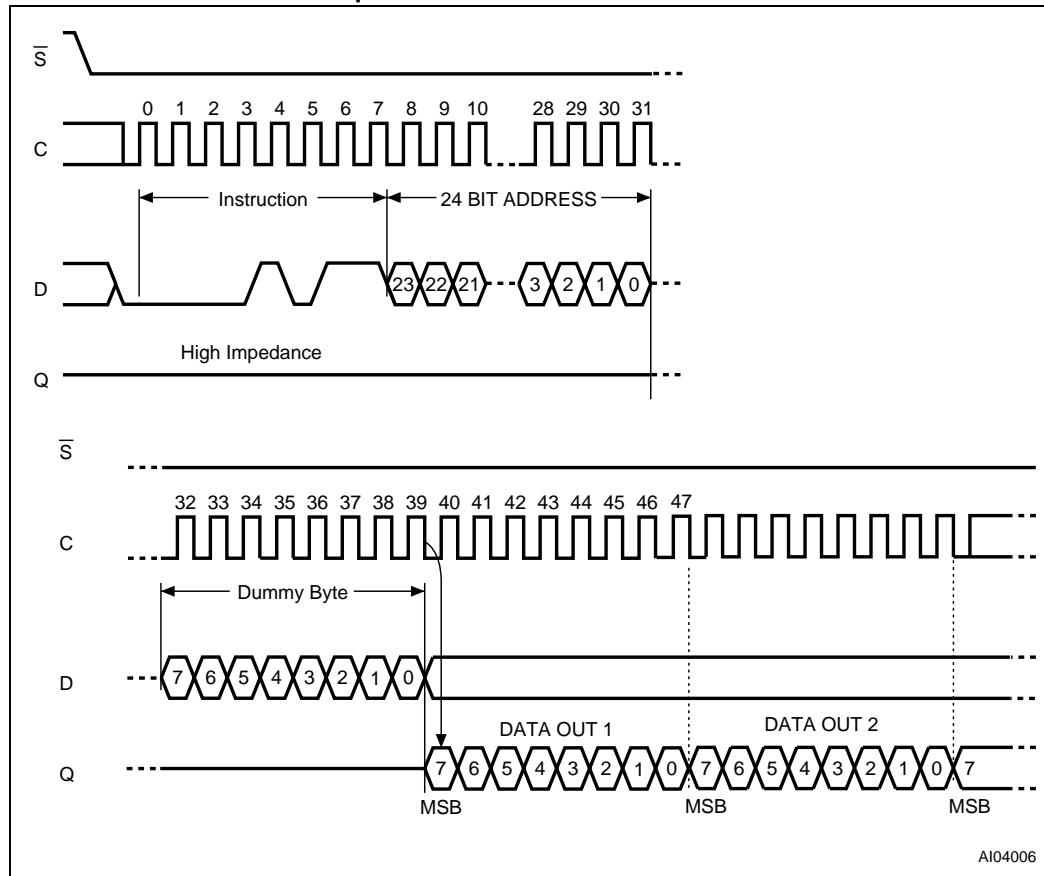 S
0 1 2 3 4 5 6 7 8 9 10 28 29 30 31
C
Instruction 24 BIT ADDRESS
D 23 22 21 3 2 1 0
High Impedance
Q
S
32 33 34 35 36 37 38 39 40 41 42 43 44 45 46 47
C
Dummy Byte
D 7 6 5 4 3 2 1 0
DATA OUT 1 DATA OUT 2
Q 7 6 5 4 3 2 1 0 7 6 5 4 3 2 1 0 7
MSB MSB MSB
AI04006